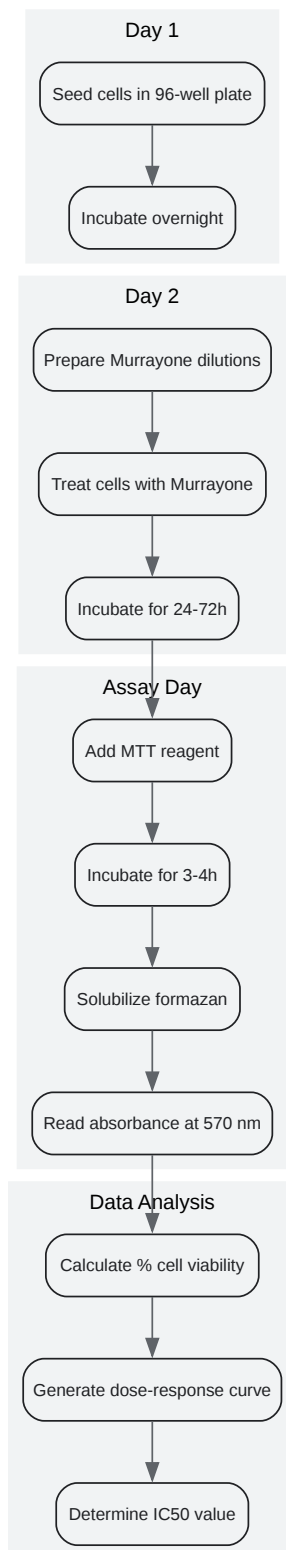 Day 1
Seed cells in 96-well plate
Incubate overnight
Day 2
Prepare Murrayone dilutions
Treat cells with Murrayone
Incubate for 24-72h
Assay Day
Add MTT reagent
Incubate for 3-4h
Solubilize formazan
Read absorbance at 570 nm
Data Analysis
Calculate % cell viability
Generate dose-response curve
Determine IC50 value